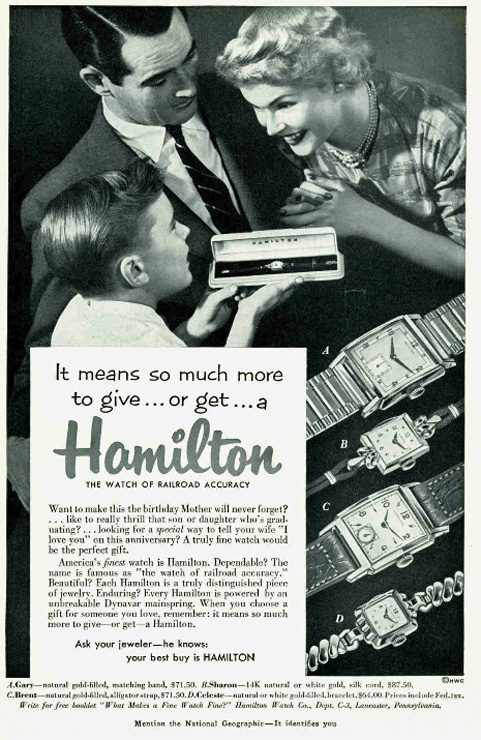 HAMILTON
It means so much more
to give...or get...a
Hamilton
THE WATCH OF RAILROAD ACCURACY
Want to make this the birthday Mother will never forget?
. . . like to really thrill that son or daughter who's grad-
uating? . . . looking for a special way to tell your wife "I
love you" on this anniversary? A truly fine watch would
be the perfect gift.
America's finest watch is Hamilton. Dependable? The
name is famous as "the watch of railroad accuracy."
Beautiful? Each Hamilton is a truly distinguished piece
of jewelry. Enduring? Every Hamilton is powered by an
unbreakable Dynavar mainspring. When you choose a
gift for someone you love, remember: it means so much
more to give—or get—a Hamilton.
Ask your jeweler—he knows:
your best buy is HAMILTON
A
B
C
D
©HWC
A. Gary—natural gold-filled, matching band, $71.50. B. Sharon—14K natural or white gold, silk cord, $87.50.
C. Brent—natural gold-filled, alligator strap, $71.50. D. Celeste—natural or white gold-filled, bracelet, $64.00. Prices include Fed. tax.
Write for free booklet "What Makes a Fine Watch Fine?" Hamilton Watch Co., Dept. C-3, Lancaster, Pennsylvania.
Mention the National Geographic—It identifies you